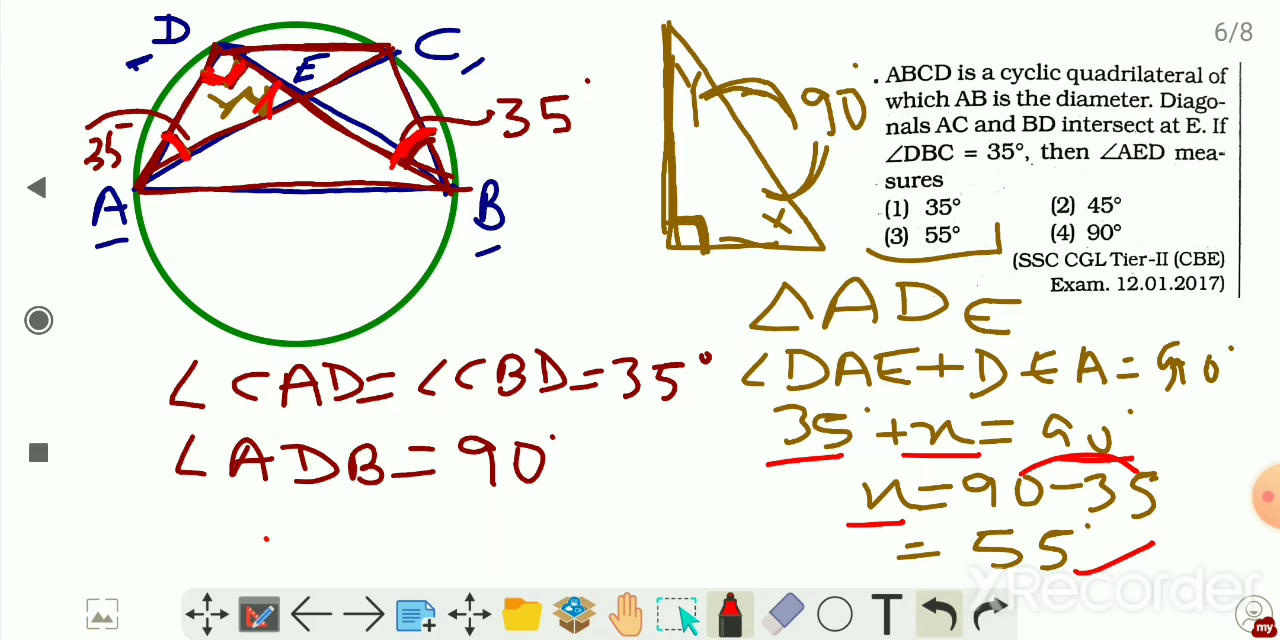 6/8
D
E
C,
35
35°
A
B
x
Y
x
90°
. ABCD is a cyclic quadrilateral of
which AB is the diameter. Diago-
nals AC and BD intersect at E. If
∠DBC = 35°, then ∠AED mea-
sures
(1) 35° (2) 45°
(3) 55° (4) 90°
(SSC CGL Tier-II (CBE)
Exam. 12.01.2017)
△ADE
∠CAD=∠CBD=35°
∠DAE+DEA=90°
∠ADB=90°
35°+x=90°
x=90-35
=55°
XRecorder
T
my